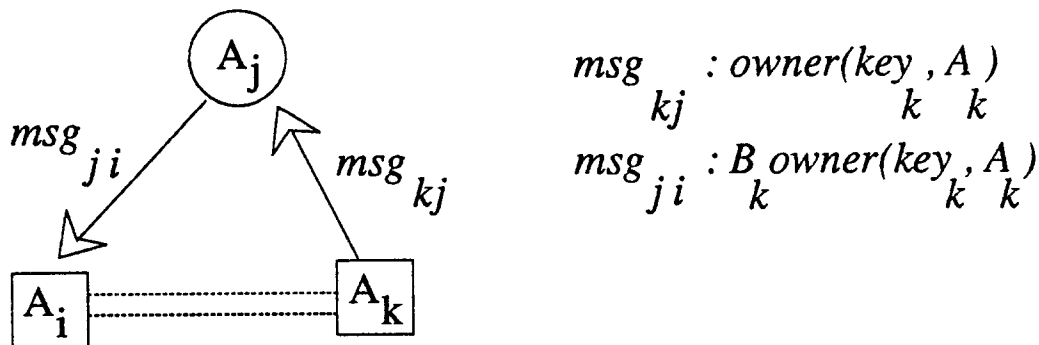 A_j
msg_kj : owner(key_k, A_k)
msg_ji
msg_kj
msg_ji : B_k owner(key_k, A_k)
A_i
A_k